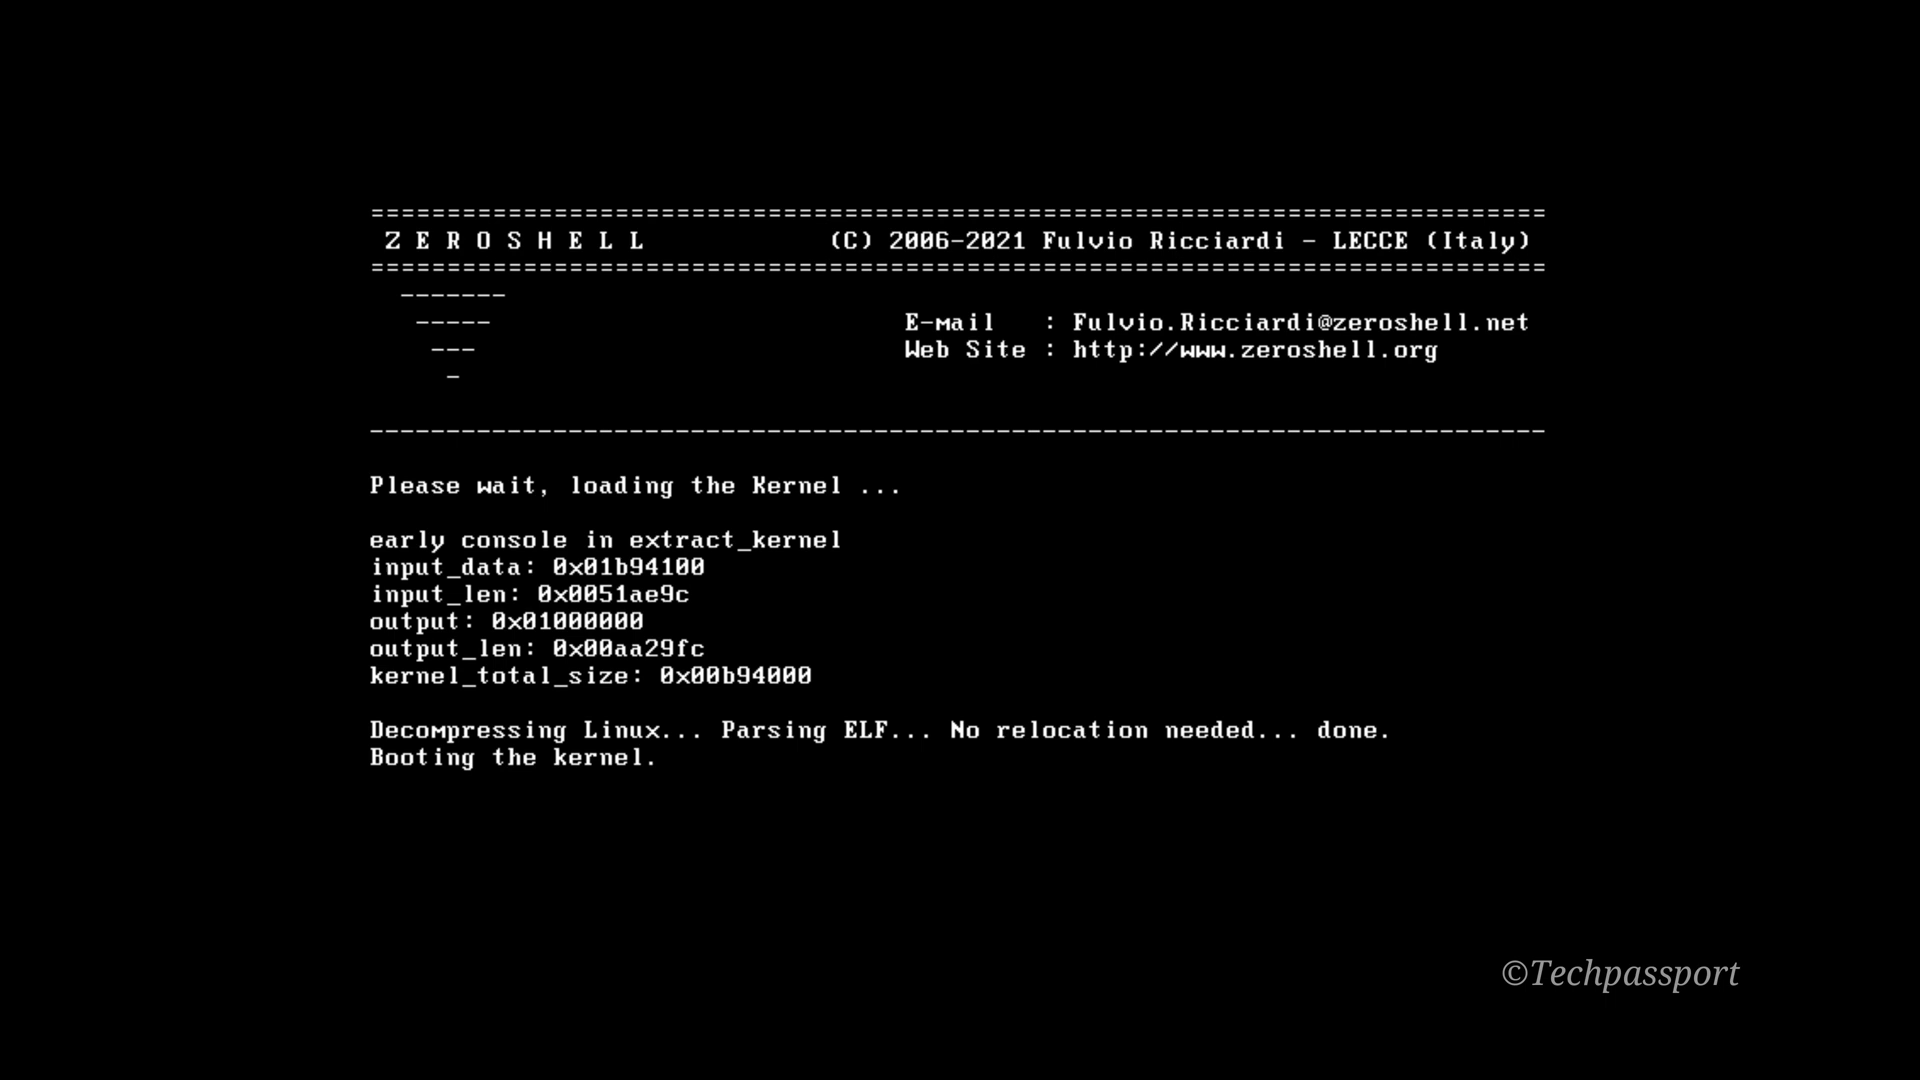 ================================================================================
Z E R O S H E L L (C) 2006-2021 Fulvio Ricciardi - LECCE (Italy)
================================================================================
-------
-----
E-mail : Fulvio.Ricciardi@zeroshell.net
---
Web Site : http://www.zeroshell.org
-
--------------------------------------------------------------------------------
Please wait, loading the Kernel ...
early console in extract_kernel
input_data: 0x01b94100
input_len: 0x0051ae9c
output: 0x01000000
output_len: 0x00aa29fc
kernel_total_size: 0x00b94000
Decompressing Linux... Parsing ELF... No relocation needed... done.
Booting the kernel.
©Techpassport